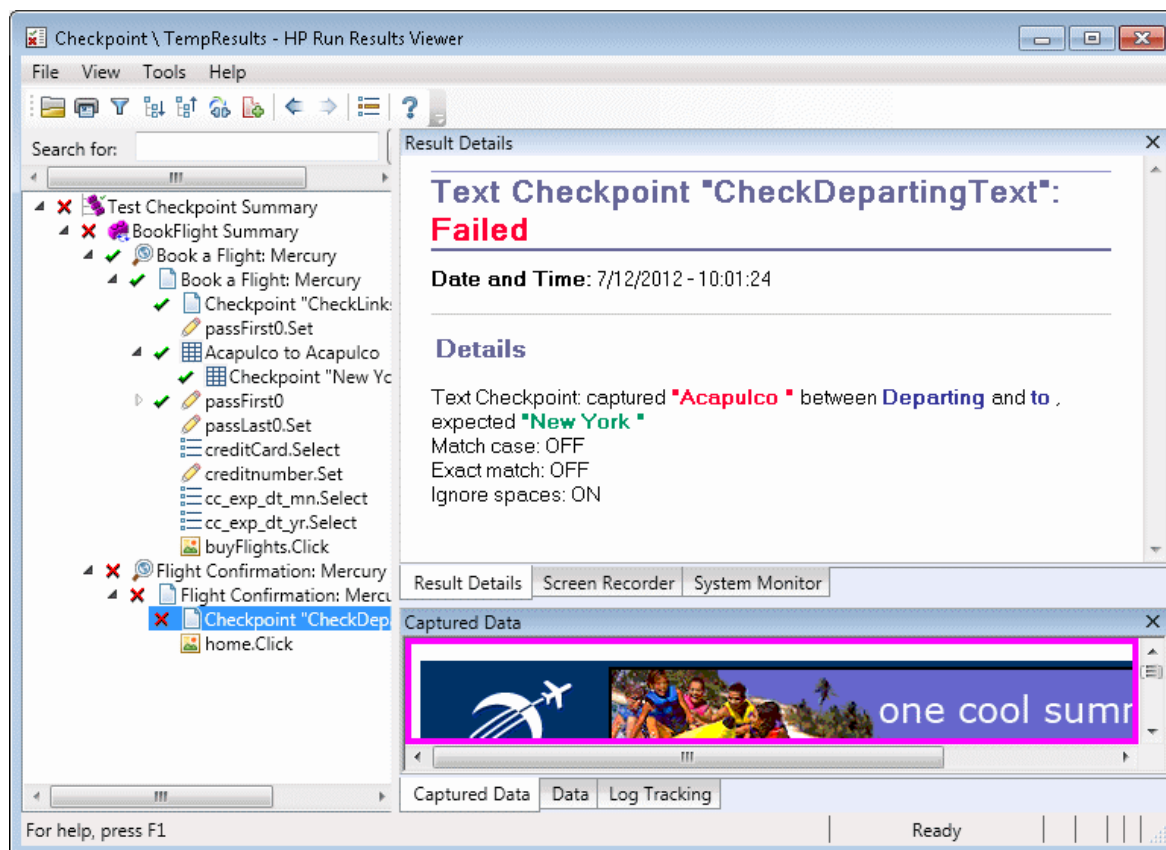 Checkpoint \ TempResults - HP Run Results Viewer
File View Tools Help
Search for:
Test Checkpoint Summary
BookFlight Summary
Book a Flight: Mercury
Book a Flight: Mercury
Checkpoint "CheckLink
passFirst0.Set
Acapulco to Acapulco
Checkpoint "New Yo
passFirst0
passLast0.Set
creditCard.Select
creditnumber.Set
cc_exp_dt_mn.Select
cc_exp_dt_yr.Select
buyFlights.Click
Flight Confirmation: Mercury
Flight Confirmation: Mercu
Checkpoint "CheckDep
home.Click
Result Details
Text Checkpoint "CheckDepartingText":
Failed
Date and Time: 7/12/2012 - 10:01:24
Details
Text Checkpoint: captured "Acapulco " between Departing and to ,
expected "New York "
Match case: OFF
Exact match: OFF
Ignore spaces: ON
Result Details Screen Recorder System Monitor
Captured Data
one cool summ
Captured Data Data Log Tracking
For help, press F1 Ready